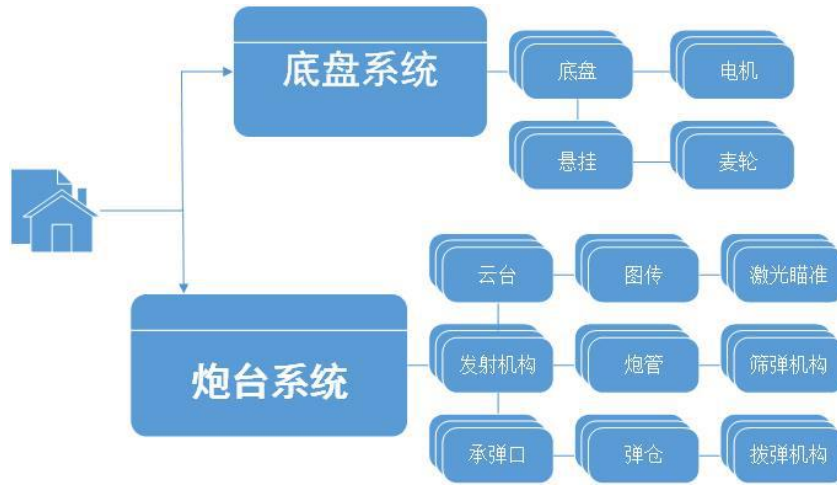 底盘系统
底盘
电机
悬挂
麦轮
炮台系统
云台
图传
激光瞄准
发射机构
炮管
筛弹机构
承弹口
弹仓
拨弹机构